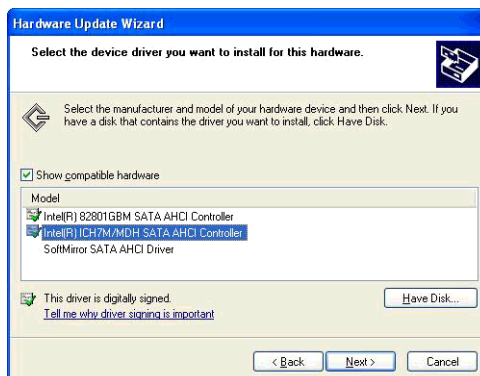 Hardware Update Wizard
Select the device driver you want to install for this hardware.
Select the manufacturer and model of your hardware device and then click Next. If you
have a disk that contains the driver you want to install, click Have Disk.
Show compatible hardware
Model
Intel(R) 82801GBM SATA AHCI Controller
Intel(R) ICH7M/MDH SATA AHCI Controller
SoftMirror SATA AHCI Driver
This driver is digitally signed.
Have Disk...
Tell me why driver signing is important
< Back
Next >
Cancel